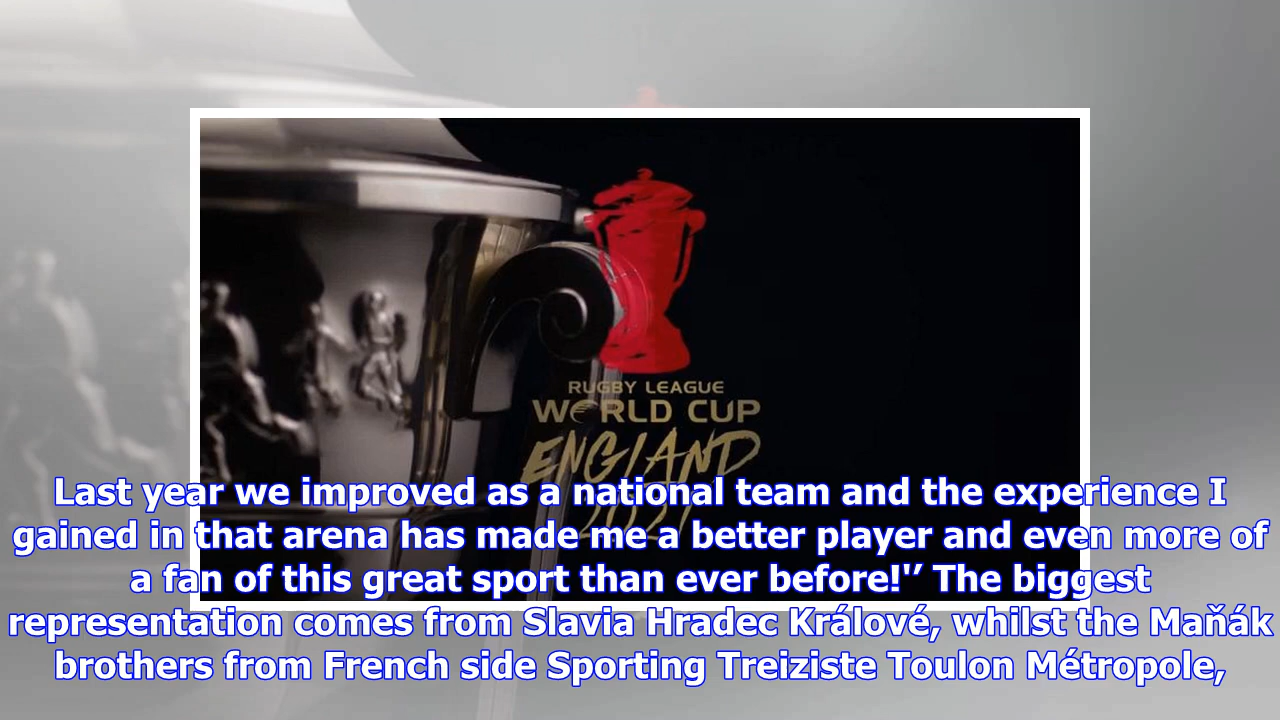 RUGBY LEAGUE
WORLD CUP
ENGLAND
2021
Last year we improved as a national team and the experience I
gained in that arena has made me a better player and even more of
a fan of this great sport than ever before!'’ The biggest
representation comes from Slavia Hradec Králové, whilst the Maňák
brothers from French side Sporting Treiziste Toulon Métropole,